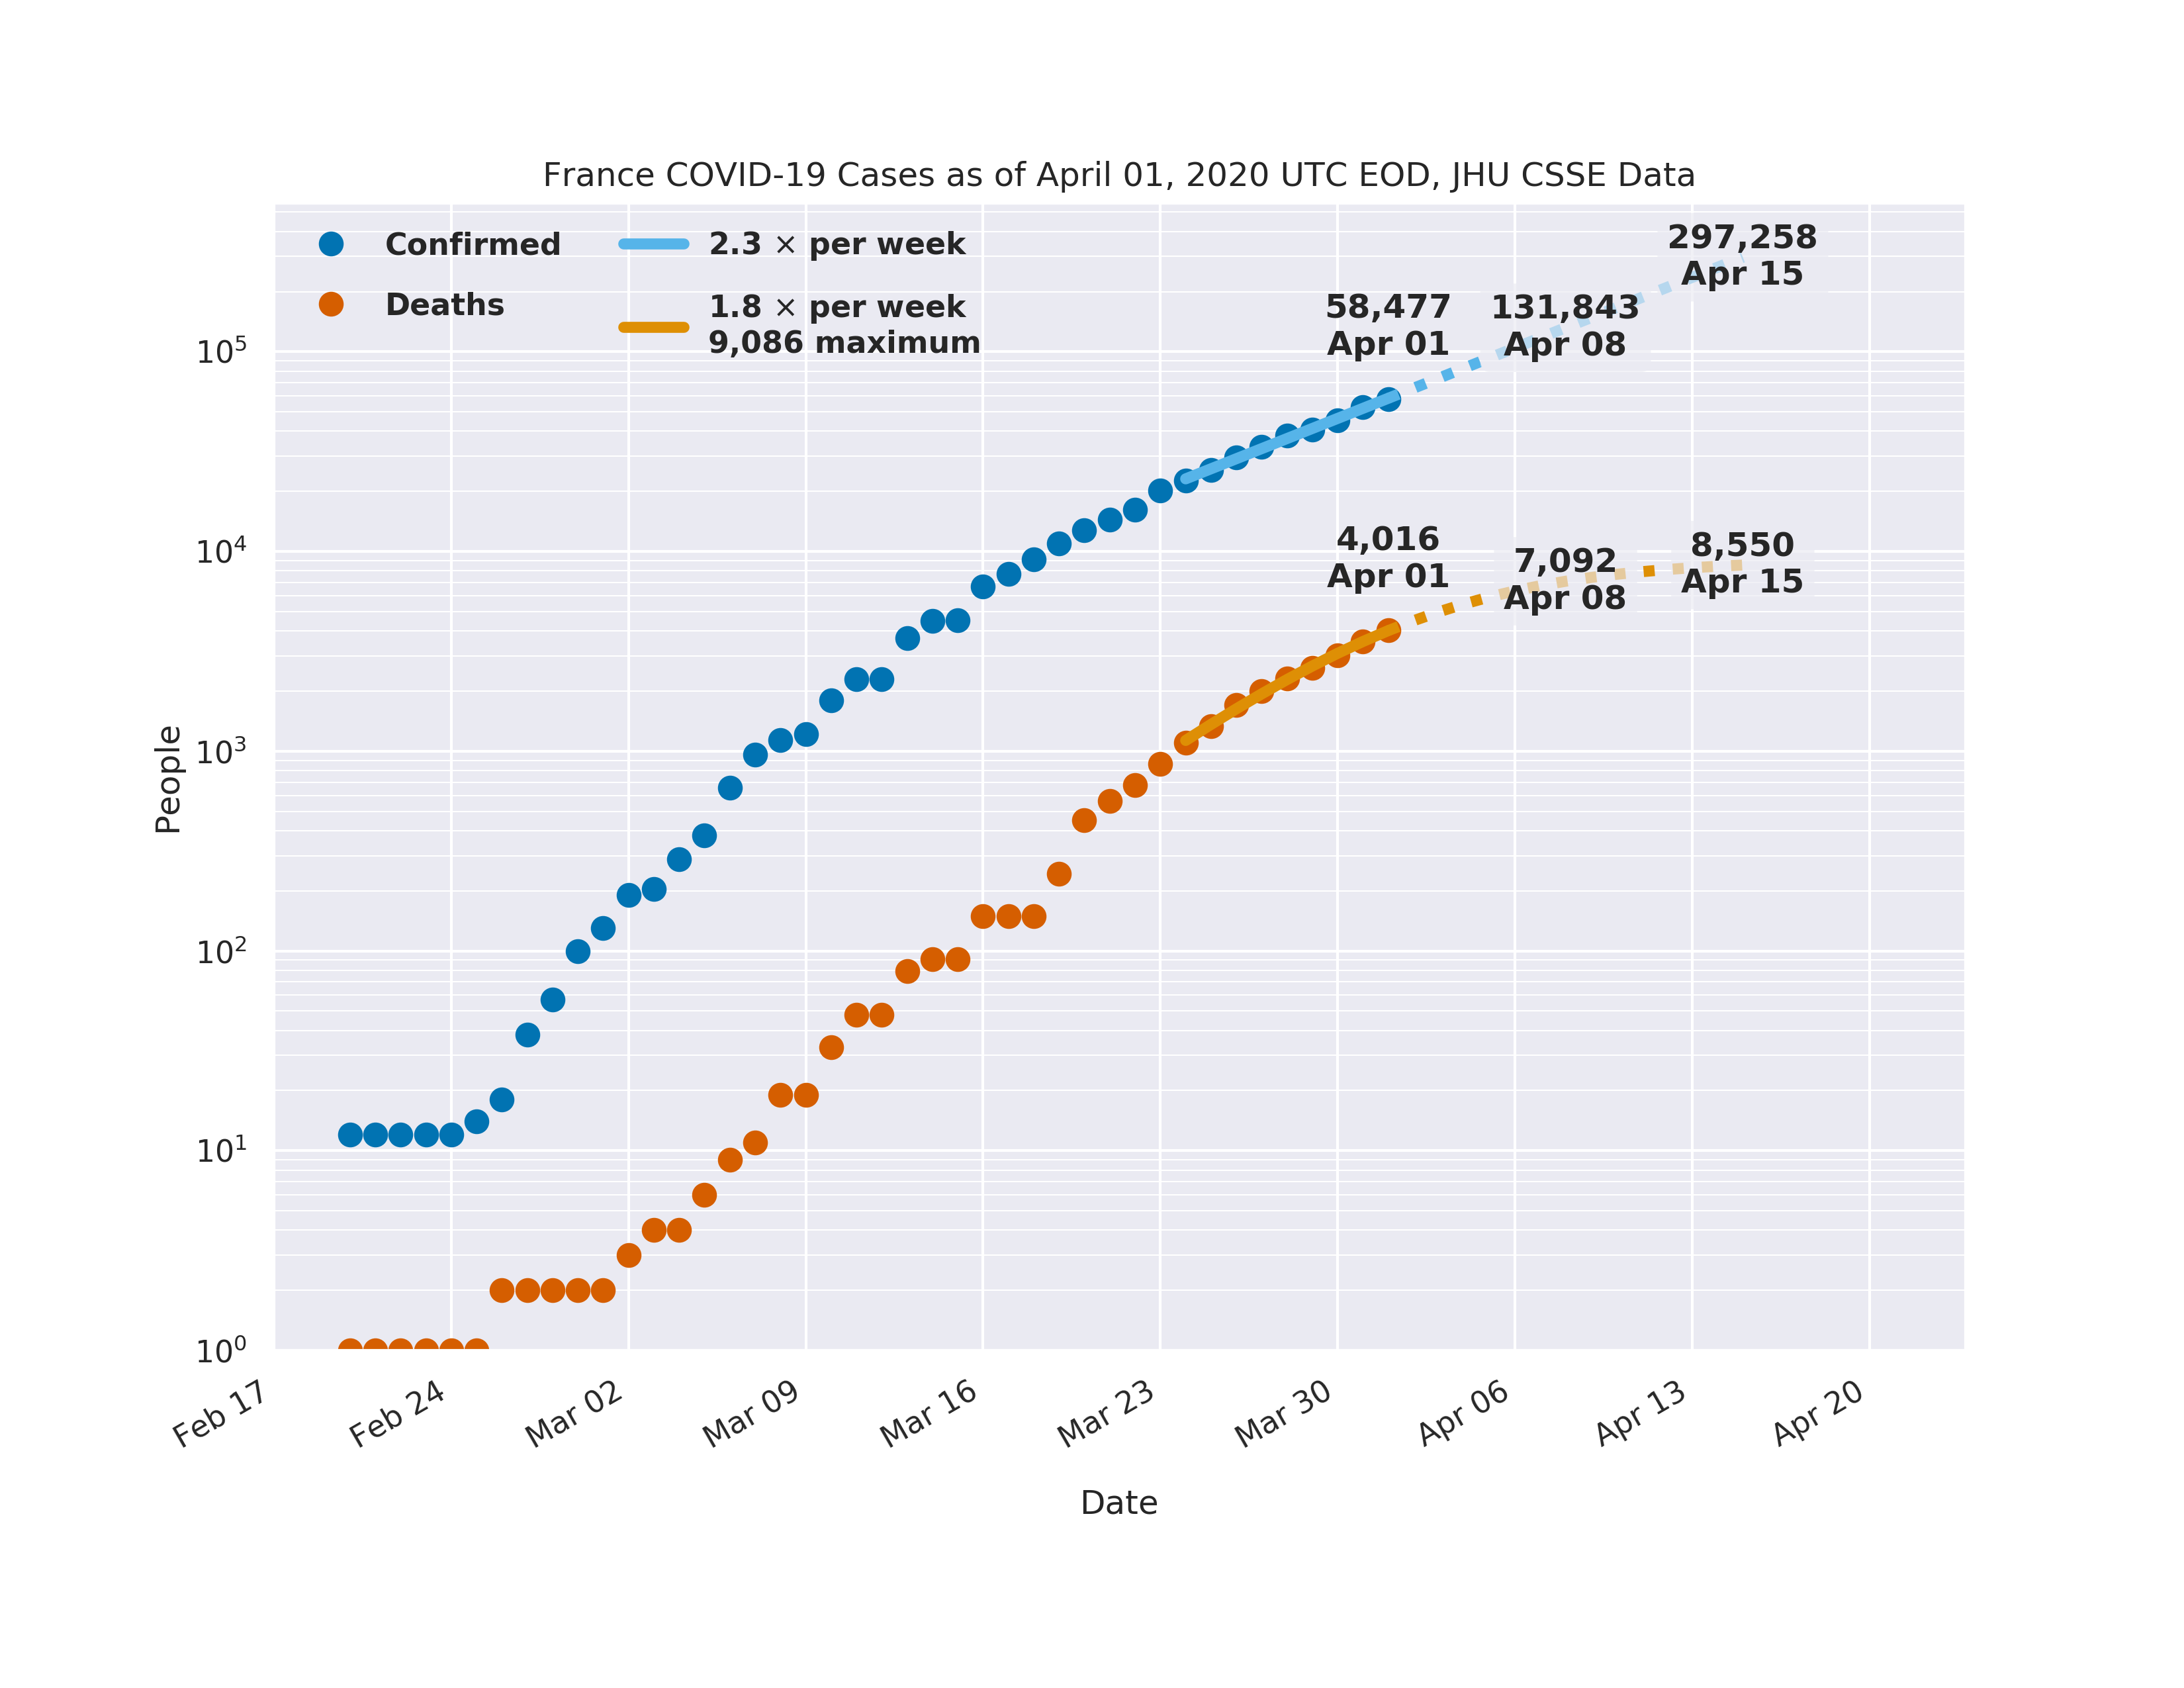 France COVID-19 Cases as of April 01, 2020 UTC EOD, JHU CSSE Data
Confirmed
Deaths
2.3 × per week
1.8 × per week
9,086 maximum
297,258
Apr 15
58,477
Apr 01
131,843
Apr 08
4,016
Apr 01
7,092
Apr 08
8,550
Apr 15
People
10⁵
10⁴
10³
10²
10¹
10⁰
Feb 17
Feb 24
Mar 02
Mar 09
Mar 16
Mar 23
Mar 30
Apr 06
Apr 13
Apr 20
Date